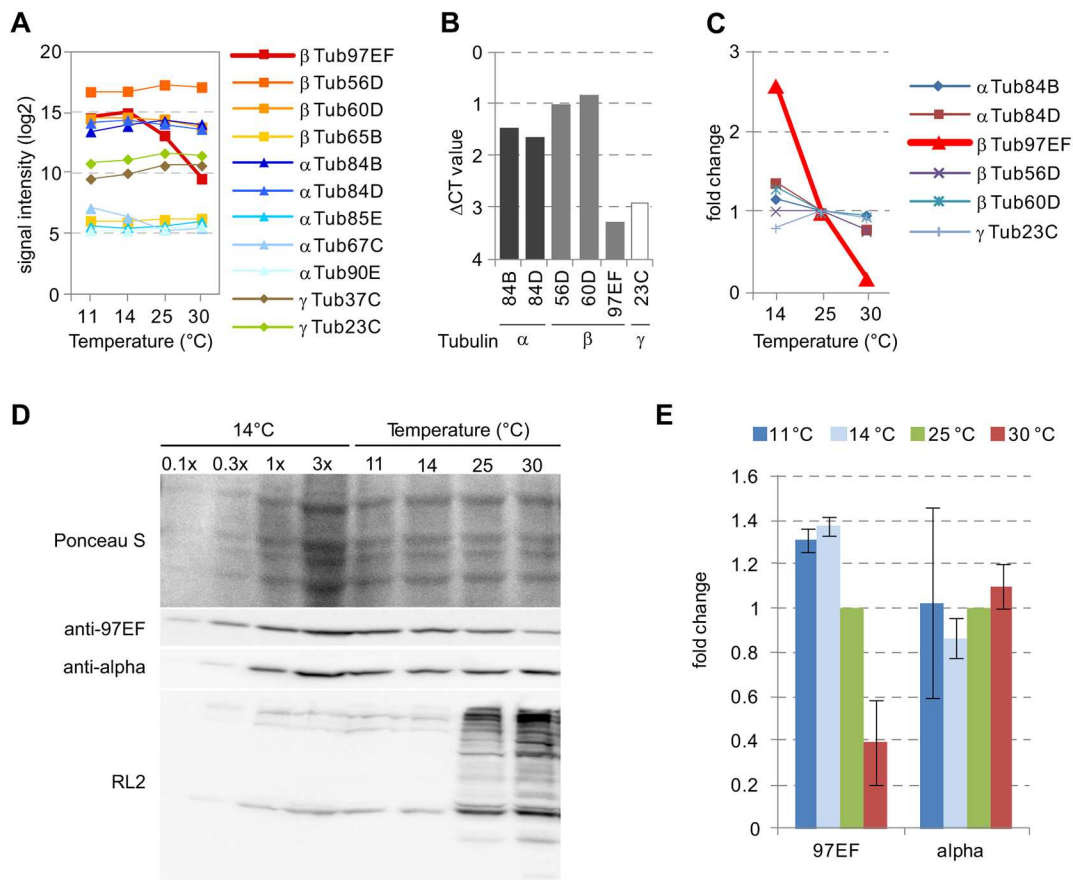 A
20
15
10
5
0
signal intensity (log2)
11 14 25 30
Temperature (°C)
β Tub97EF
β Tub56D
β Tub60D
β Tub65B
α Tub84B
α Tub84D
α Tub85E
α Tub67C
α Tub90E
γ Tub37C
γ Tub23C
B
0
1
2
3
4
ΔCT value
84B
84D
56D
60D
97EF
23C
Tubulin α β γ
C
3
2
1
0
fold change
14 25 30
Temperature (°C)
α Tub84B
α Tub84D
β Tub97EF
β Tub56D
β Tub60D
γ Tub23C
D
14°C Temperature (°C)
0.1x 0.3x 1x 3x 11 14 25 30
Ponceau S
anti-97EF
anti-alpha
RL2
E
11 °C 14 °C 25 °C 30 °C
1.6
1.4
1.2
1
0.8
0.6
0.4
0.2
0
fold change
97EF alpha